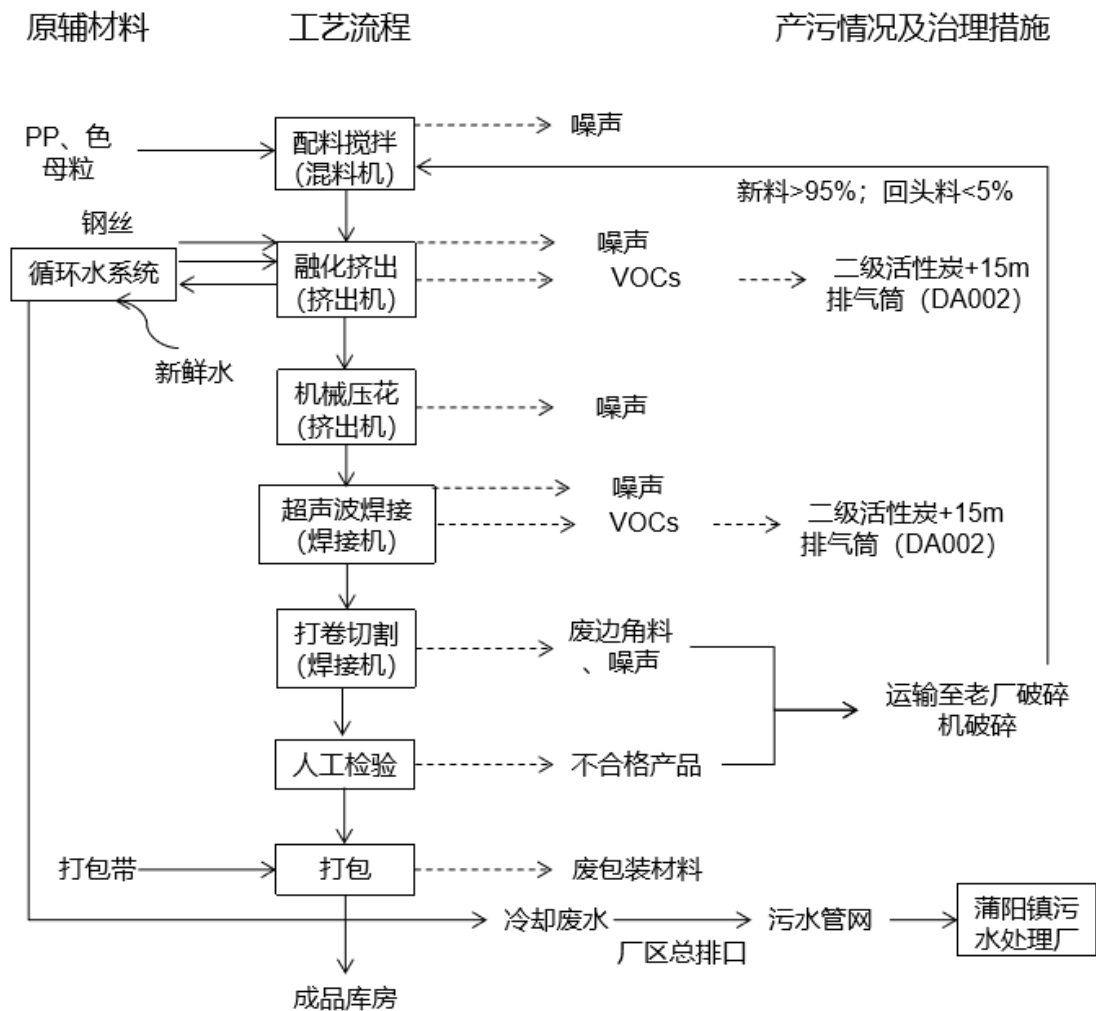 原辅材料
工艺流程
产污情况及治理措施
PP、色
母粒
配料搅拌
(混料机)
噪声
新料>95%；回头料<5%
钢丝
循环水系统
新鲜水
融化挤出
(挤出机)
噪声
VOCs
二级活性炭+15m
排气筒（DA002）
机械压花
(挤出机)
噪声
超声波焊接
(焊接机)
噪声
VOCs
二级活性炭+15m
排气筒（DA002）
打卷切割
(焊接机)
废边角料
、噪声
运输至老厂破碎
机破碎
人工检验
不合格产品
打包带
打包
废包装材料
冷却废水
厂区总排口
污水管网
蒲阳镇污
水处理厂
成品库房